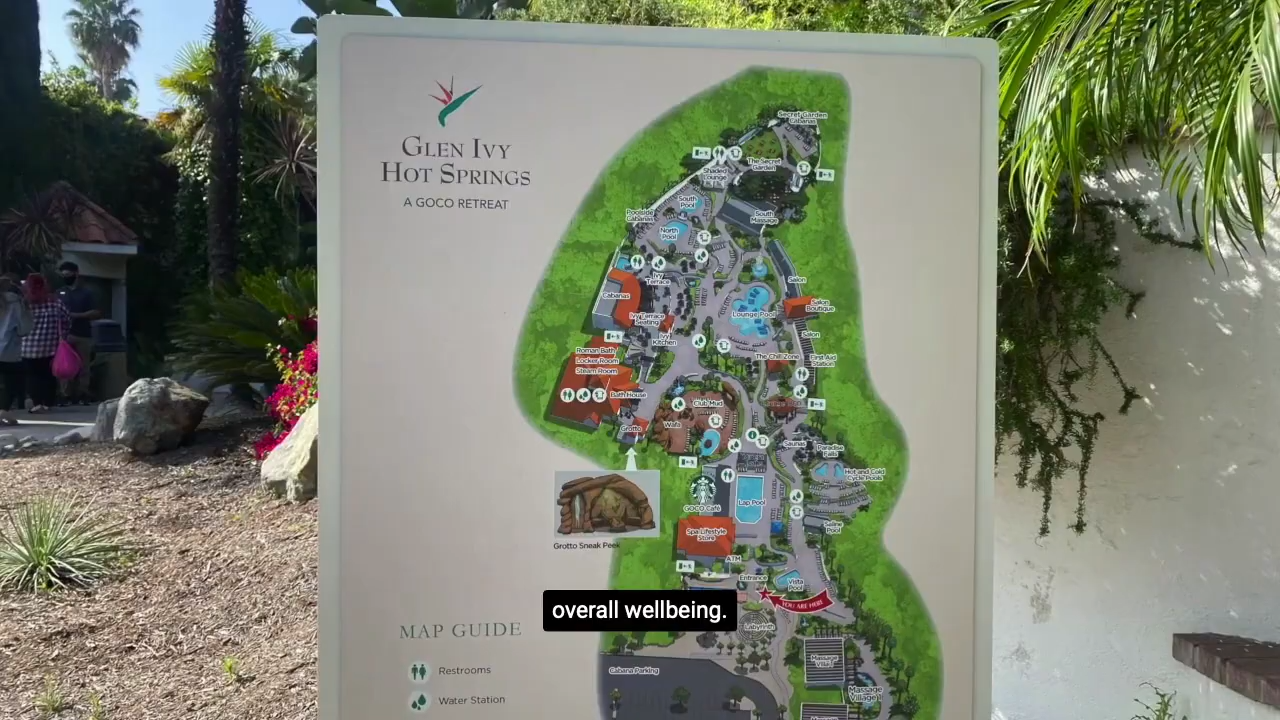 GLEN IVY
HOT SPRINGS
A GOCO RETREAT
Secret Garden
Cabanas
The Secret
Garden
Shaded
Lounge
South
Pool
South
Massage
Poolside
Cabanas
North
Pool
Ivy
Terrace
Cabanas
Salon
Salon
Boutique
Lounge Pool
Ivy Terrace
Seating
Ivy
Kitchen
Salon
Roman Bath
Locker Room
Steam Room
The Chill Zone
First Aid
Station
Bath House
Club Mud
Grotto
Wafa
Saunas
Paradise
Falls
Hot and Cold
Cycle Pools
GOCO Café
Lap Pool
Saline
Pool
Spa Lifestyle
Store
Grotto Sneak Peek
ATM
Entrance
Vista
Pool
YOU ARE HERE
overall wellbeing.
Labyrinth
MAP GUIDE
Restrooms
Water Station
Cabana Parking
Massage
Villa
Massage
Village